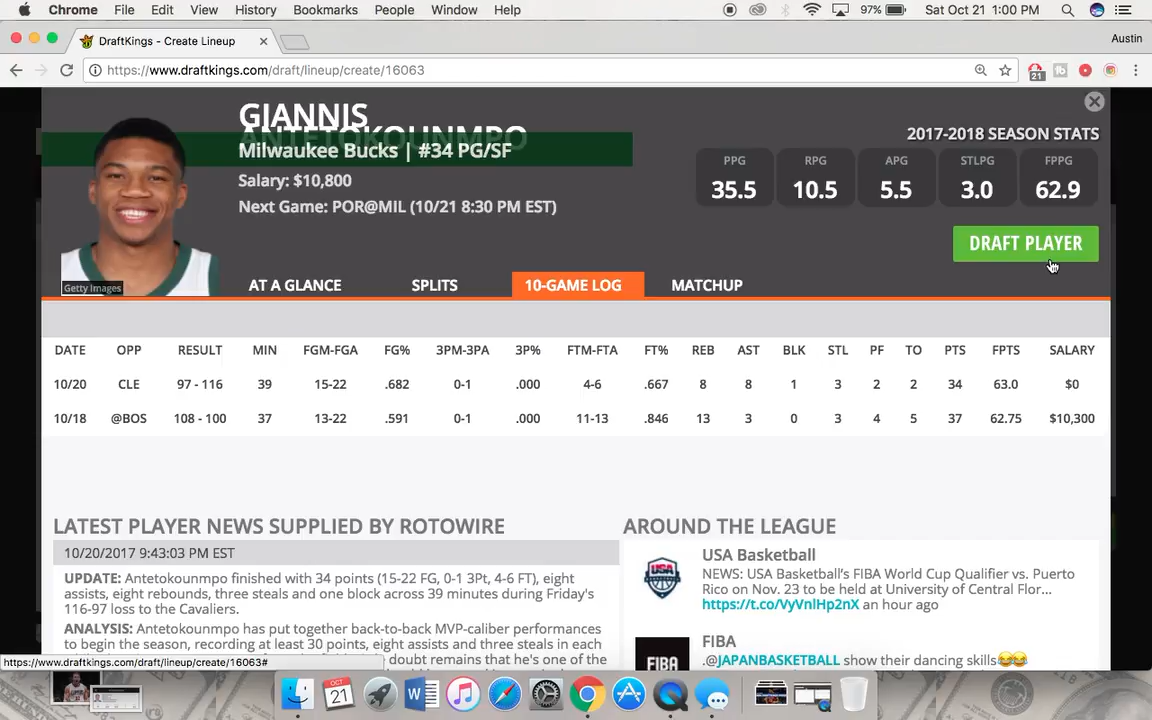 Chrome File Edit View History Bookmarks People Window Help 97% Sat Oct 21 1:00 PM
DraftKings - Create Lineup Austin
https://www.draftkings.com/draft/lineup/create/16063 21
GIANNIS
ANTETOKOUNMPO
Milwaukee Bucks | #34 PG/SF
Salary: $10,800
Next Game: POR@MIL (10/21 8:30 PM EST)
Getty Images
2017-2018 SEASON STATS
PPG RPG APG STLPG FPPG
35.5 10.5 5.5 3.0 62.9
DRAFT PLAYER
AT A GLANCE SPLITS 10-GAME LOG MATCHUP
DATE OPP RESULT MIN FGM-FGA FG% 3PM-3PA 3P% FTM-FTA FT% REB AST BLK STL PF TO PTS FPTS SALARY
10/20 CLE 97 - 116 39 15-22 .682 0-1 .000 4-6 .667 8 8 1 3 2 2 34 63.0 $0
10/18 @BOS 108 - 100 37 13-22 .591 0-1 .000 11-13 .846 13 3 0 3 4 5 37 62.75 $10,300
LATEST PLAYER NEWS SUPPLIED BY ROTOWIRE
10/20/2017 9:43:03 PM EST
UPDATE: Antetokounmpo finished with 34 points (15-22 FG, 0-1 3Pt, 4-6 FT), eight
assists, eight rebounds, three steals and one block across 39 minutes during Friday's
116-97 loss to the Cavaliers.
ANALYSIS: Antetokounmpo has put together back-to-back MVP-caliber performances
to begin the season, recording at least 30 points, eight assists and three steals in each
doubt remains that he's one of the
https://www.draftkings.com/draft/lineup/create/16063#
AROUND THE LEAGUE
USA Basketball
NEWS: USA Basketball's FIBA World Cup Qualifier vs. Puerto
Rico on Nov. 23 to be held at University of Central Flor...
https://t.co/VyVnlHp2nX an hour ago
FIBA
FIBA
.@JAPANBASKETBALL show their dancing skills😂😂
OCT
21